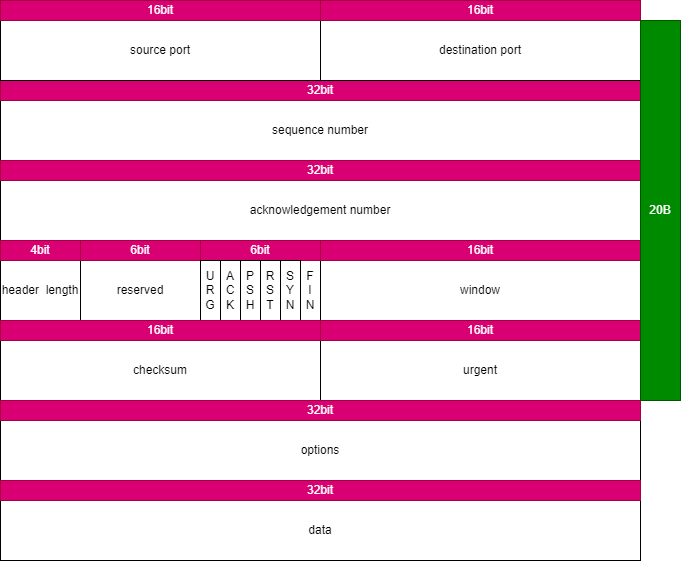 16bit 16bit
source port destination port
32bit
sequence number
32bit
acknowledgement number
20B
4bit 6bit 6bit 16bit
header length reserved URG ACK PSH RST SYN FIN window
16bit 16bit
checksum urgent
32bit
options
32bit
data